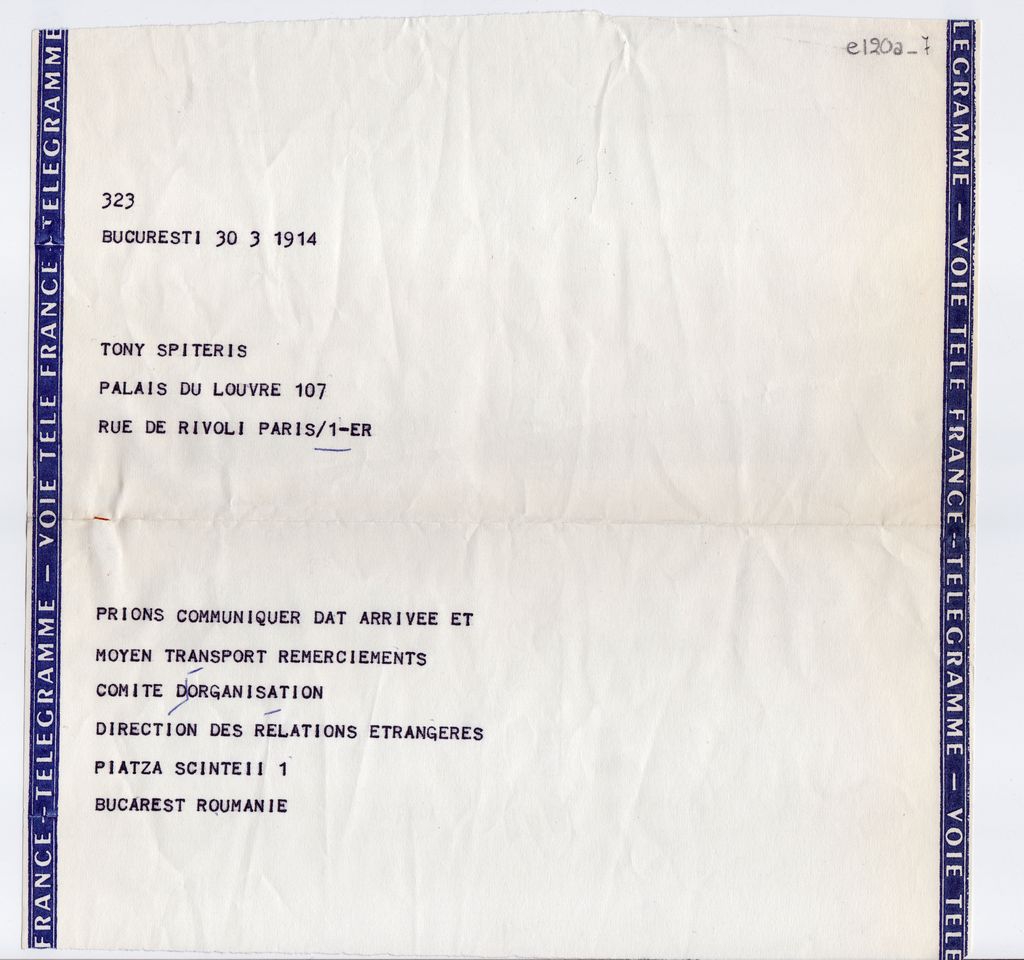 e120a_7
323
BUCURESTI 30 3 1914
TONY SPITERIS
PALAIS DU LOUVRE 107
RUE DE RIVOLI PARIS/1-ER
PRIONS COMMUNIQUER DAT ARRIVEE ET
MOYEN TRANSPORT REMERCIEMENTS
COMITE DORGANISATION
DIRECTION DES RELATIONS ETRANGERES
PIATZA SCINTEII 1
BUCAREST ROUMANIE
FRANCE--TELEGRAMME — VOIE TELE FRANCE--TELEGRAMME
LEGRAMME — VOIE TELE FRANCE--TELEGRAMME — VOIE TELE